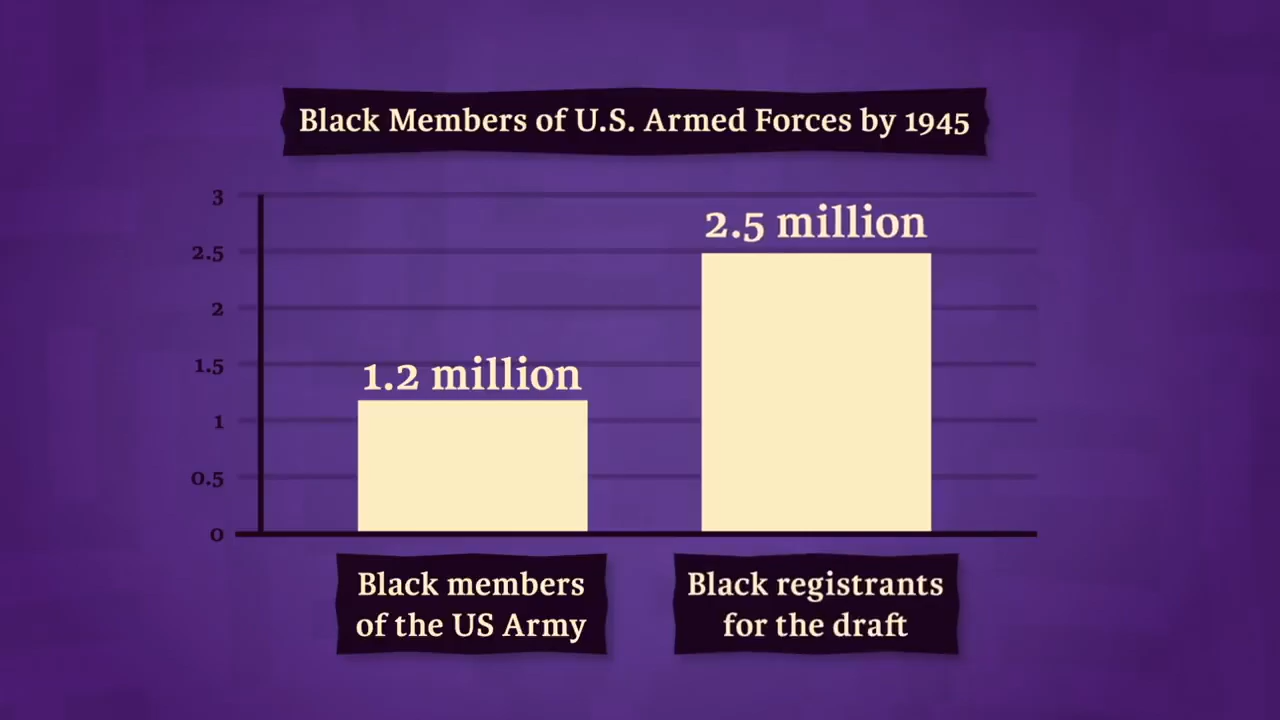 Black Members of U.S. Armed Forces by 1945
3
2.5 million
2.5
2
1.5
1.2 million
1
0.5
0
Black members
of the US Army
Black registrants
for the draft